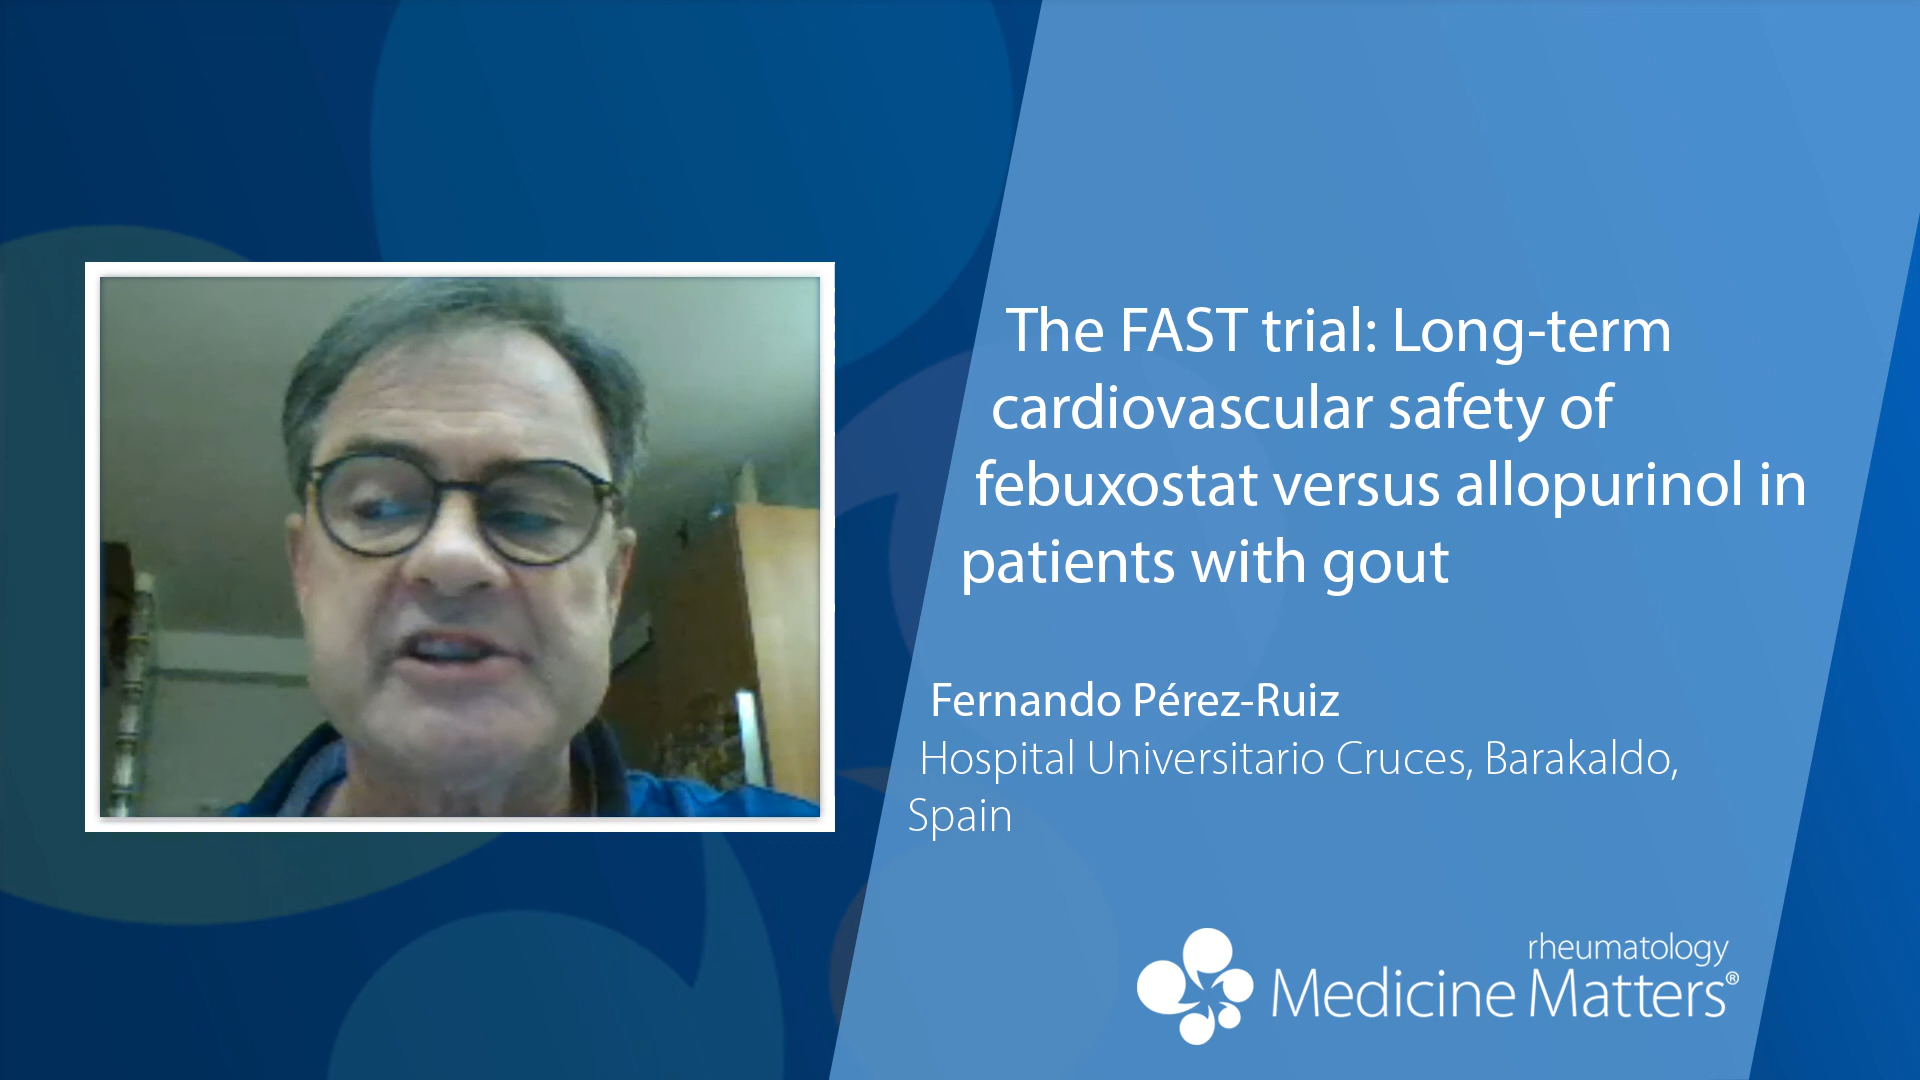 The FAST trial: Long-term
cardiovascular safety of
febuxostat versus allopurinol in
patients with gout
Fernando Pérez-Ruiz
Hospital Universitario Cruces, Barakaldo,
Spain
rheumatology
Medicine Matters®